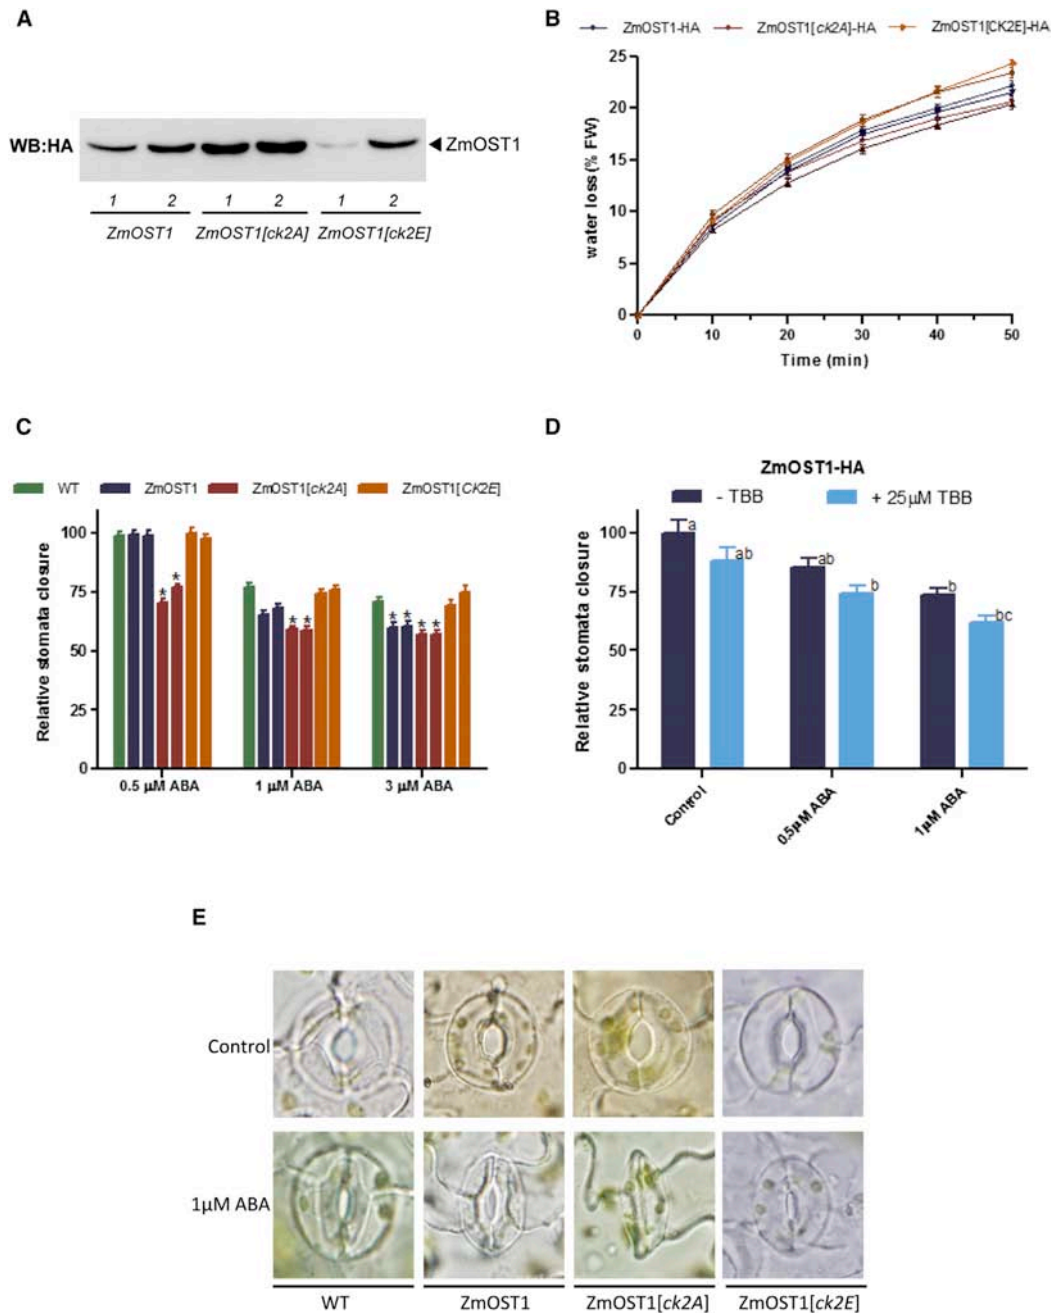 A
WB:HA
ZmOST1
1 2 1 2 1 2
ZmOST1 ZmOST1[ck2A] ZmOST1[ck2E]
B
ZmOST1-HA ZmOST1[ck2A]-HA ZmOST1[CK2E]-HA
water loss (% FW)
25
20
15
10
5
0
0 10 20 30 40 50
Time (min)
C
WT ZmOST1 ZmOST1[ck2A] ZmOST1[CK2E]
Relative stomata closure
100
75
50
25
0
* *
* *
* * * *
0.5 µM ABA 1 µM ABA 3 µM ABA
D
ZmOST1-HA
- TBB + 25µM TBB
Relative stomata closure
100
75
50
25
0
a ab ab b b bc
Control 0.5µM ABA 1µM ABA
E
Control
1µM ABA
WT ZmOST1 ZmOST1[ck2A] ZmOST1[ck2E]